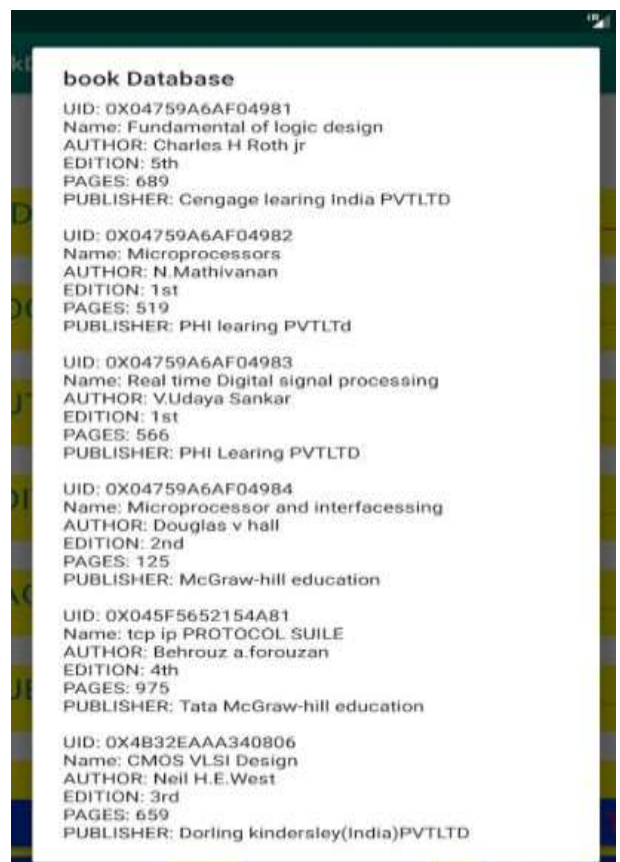 book Database
UID: 0X04759A6AF04981
Name: Fundamental of logic design
AUTHOR: Charles H Roth jr
EDITION: 5th
PAGES: 689
PUBLISHER: Cengage learing India PVTLTD
UID: 0X04759A6AF04982
Name: Microprocessors
AUTHOR: N.Mathivanan
EDITION: 1st
PAGES: 519
PUBLISHER: PHI learing PVTLTd
UID: 0X04759A6AF04983
Name: Real time Digital signal processing
AUTHOR: V.Udaya Sankar
EDITION: 1st
PAGES: 566
PUBLISHER: PHI Learing PVTLTD
UID: 0X04759A6AF04984
Name: Microprocessor and interfacessing
AUTHOR: Douglas v hall
EDITION: 2nd
PAGES: 125
PUBLISHER: McGraw-hill education
UID: 0X045F5652154A81
Name: tcp ip PROTOCOL SUILE
AUTHOR: Behrouz a.forouzan
EDITION: 4th
PAGES: 975
PUBLISHER: Tata McGraw-hill education
UID: 0X4B32EAAA340806
Name: CMOS VLSI Design
AUTHOR: Neil H.E.West
EDITION: 3rd
PAGES: 659
PUBLISHER: Dorling kindersley(India)PVTLTD